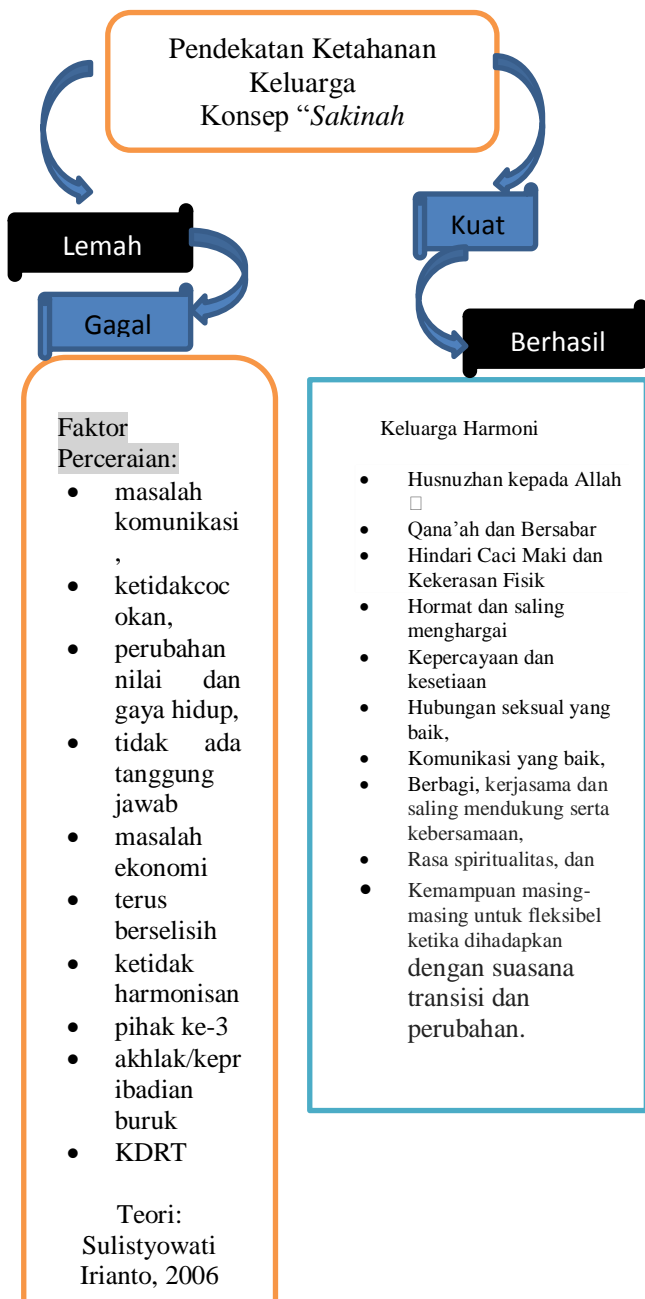 Pendekatan Ketahanan
Keluarga
Konsep “Sakinah
Lemah
Gagal
Kuat
Berhasil
Faktor
Perceraian:
• masalah
komunikasi
,
• ketidakcoc
okan,
• perubahan
nilai dan
gaya hidup,
• tidak ada
tanggung
jawab
• masalah
ekonomi
• terus
berselisih
• ketidak
harmonisan
• pihak ke-3
• akhlak/kepr
ibadian
buruk
• KDRT
Teori:
Sulistyowati
Irianto, 2006
Keluarga Harmoni
• Husnuzhan kepada Allah
• Qana’ah dan Bersabar
• Hindari Caci Maki dan
Kekerasan Fisik
• Hormat dan saling
menghargai
• Kepercayaan dan
kesetiaan
• Hubungan seksual yang
baik,
• Komunikasi yang baik,
• Berbagi, kerjasama dan
saling mendukung serta
kebersamaan,
• Rasa spiritualitas, dan
• Kemampuan masing-
masing untuk fleksibel
ketika dihadapkan
dengan suasana
transisi dan
perubahan.